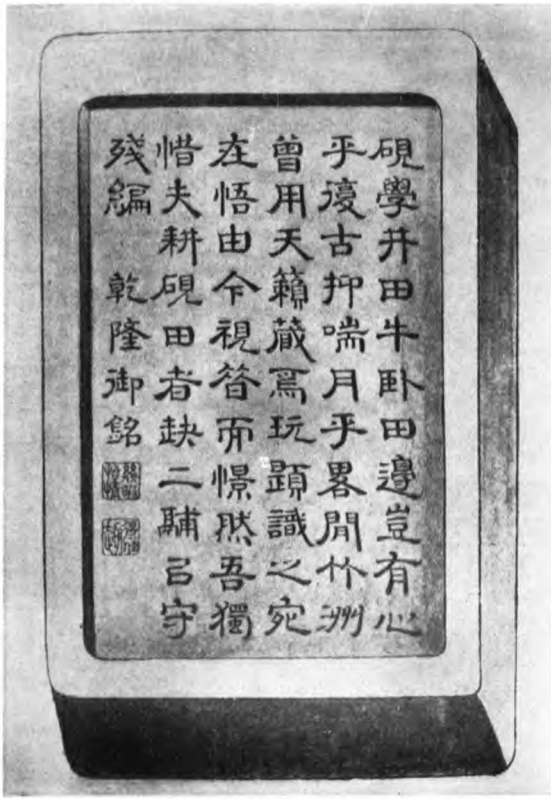 硯學井田牛卧田邊豈有心
乎復古抑喘月乎畧閒竹洲
曾用天籟藏焉玩題識之宛
在悟由今視昔而憬然吾獨
惜夫耕硯田者缺二鬴㠯守
殘編 乾隆御銘